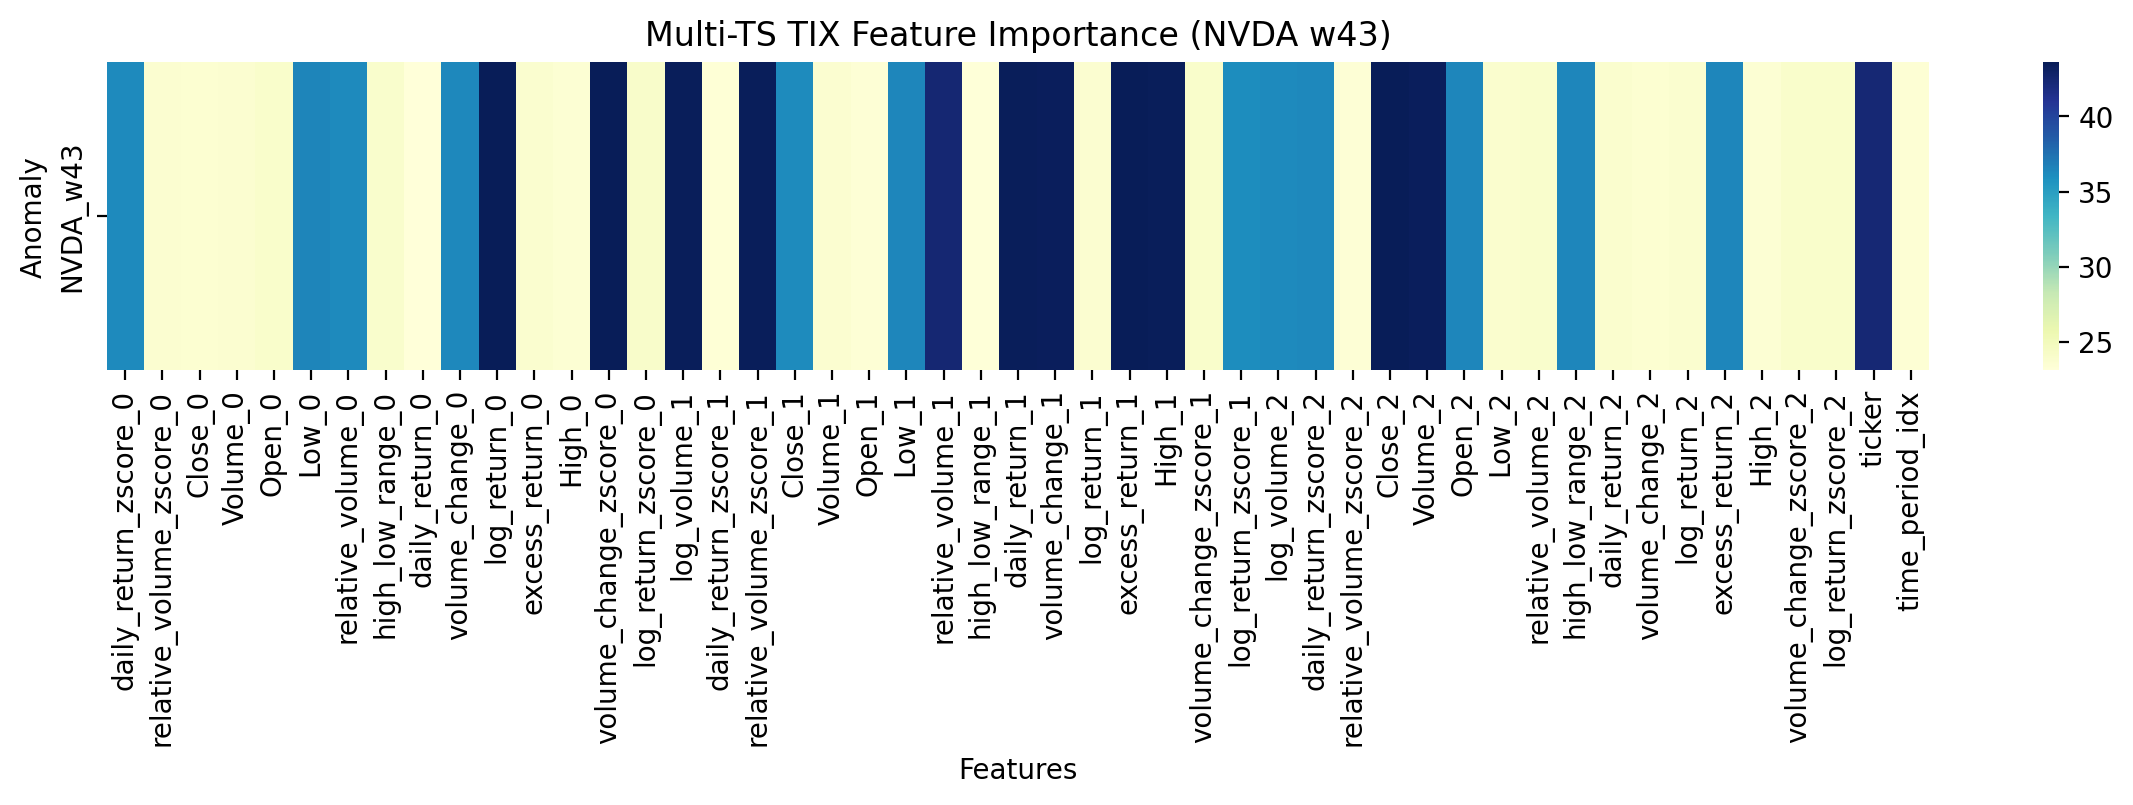 Multi-TS TIX Feature Importance (NVDA w43)
Anomaly
NVDA_w43
40
35
30
25
daily_return_zscore_0
relative_volume_zscore_0
Close_0
Volume_0
Open_0
Low_0
relative_volume_0
high_low_range_0
daily_return_0
volume_change_0
log_return_0
excess_return_0
High_0
volume_change_zscore_0
log_return_zscore_0
log_volume_1
daily_return_zscore_1
relative_volume_zscore_1
Close_1
Volume_1
Open_1
Low_1
relative_volume_1
high_low_range_1
daily_return_1
volume_change_1
log_return_1
excess_return_1
High_1
volume_change_zscore_1
log_return_zscore_1
log_volume_2
daily_return_zscore_2
relative_volume_zscore_2
Close_2
Volume_2
Open_2
Low_2
relative_volume_2
high_low_range_2
daily_return_2
volume_change_2
log_return_2
excess_return_2
High_2
volume_change_zscore_2
log_return_zscore_2
ticker
time_period_idx
Features